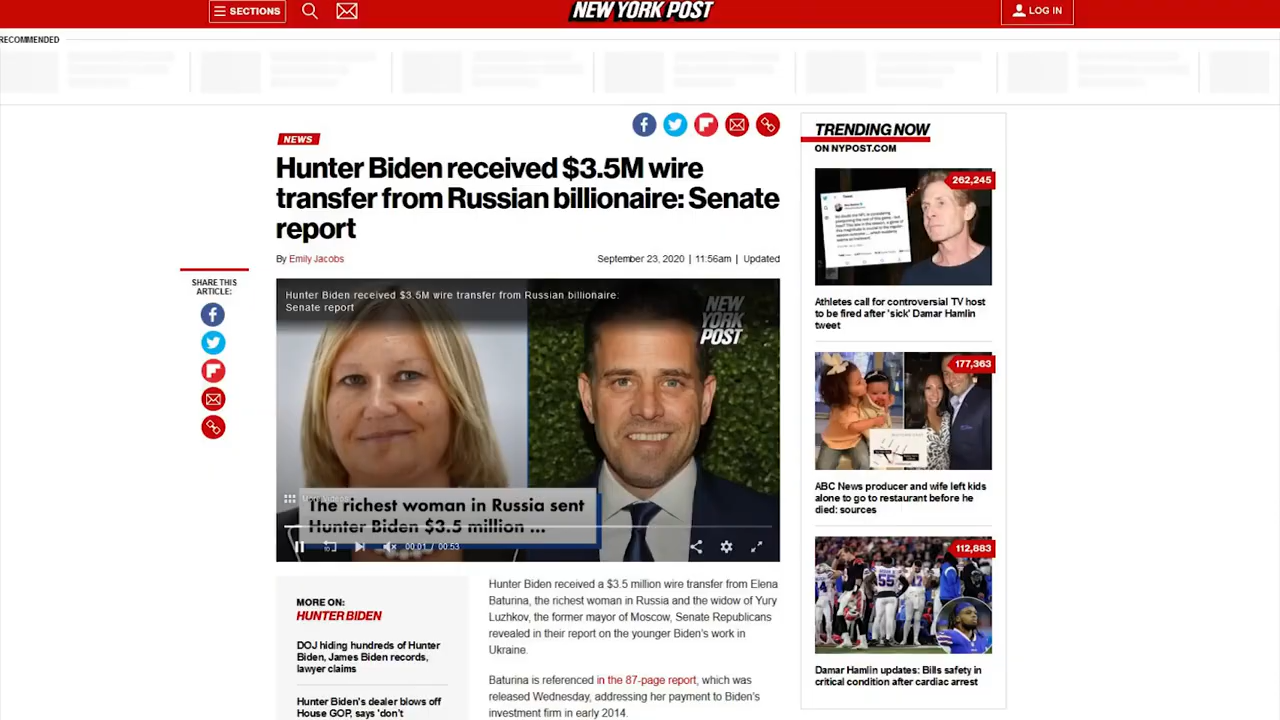 SECTIONS
NEW YORK POST
LOG IN
RECOMMENDED
NEWS
Hunter Biden received $3.5M wire
transfer from Russian billionaire: Senate
report
By Emily Jacobs
September 23, 2020 | 11:56am | Updated
SHARE THIS
ARTICLE:
Hunter Biden received $3.5M wire transfer from Russian billionaire:
Senate report
NEW
YORK
POST
More Videos
The richest woman in Russia sent
Hunter Biden $3.5 million ...
00:01 / 00:53
MORE ON:
HUNTER BIDEN
DOJ hiding hundreds of Hunter
Biden, James Biden records,
lawyer claims
Hunter Biden's dealer blows off
House GOP, says 'don't
Hunter Biden received a $3.5 million wire transfer from Elena
Baturina, the richest woman in Russia and the widow of Yury
Luzhkov, the former mayor of Moscow, Senate Republicans
revealed in their report on the younger Biden's work in
Ukraine.
Baturina is referenced in the 87-page report, which was
released Wednesday, addressing her payment to Biden's
investment firm in early 2014.
TRENDING NOW
ON NYPOST.COM
262,245
Athletes call for controversial TV host
to be fired after 'sick' Damar Hamlin
tweet
177,363
ABC News producer and wife left kids
alone to go to restaurant before he
died: sources
112,883
55
Damar Hamlin updates: Bills safety in
critical condition after cardiac arrest